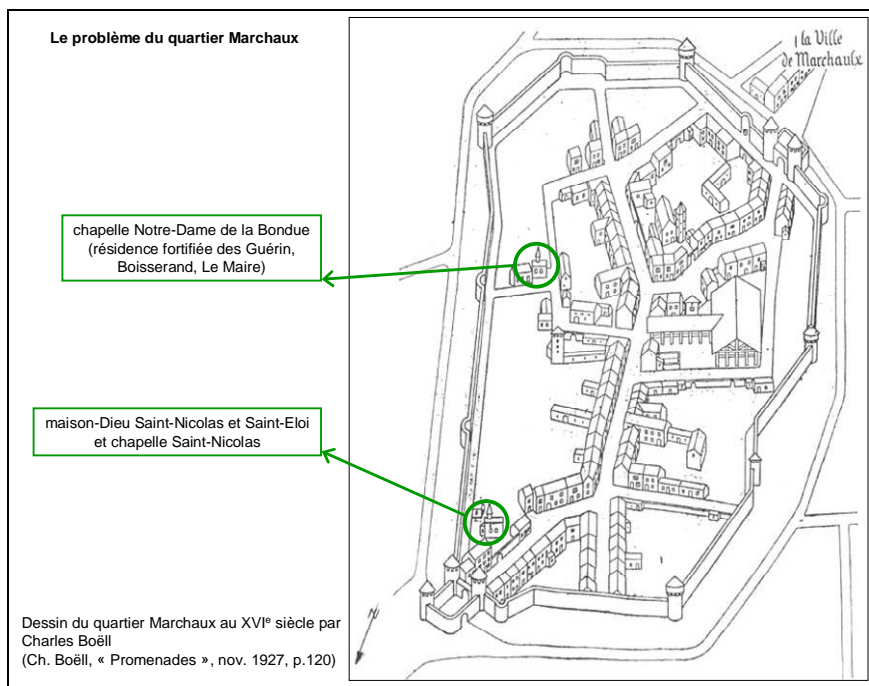 Le problème du quartier Marchaux
la Ville
de Marchaulx
chapelle Notre-Dame de la Bondue
(résidence fortifiée des Guérin,
Boisserand, Le Maire)
maison-Dieu Saint-Nicolas et Saint-Eloi
et chapelle Saint-Nicolas
N
Dessin du quartier Marchaux au XVIe siècle par
Charles Boëll
(Ch. Boëll, « Promenades », nov. 1927, p.120)